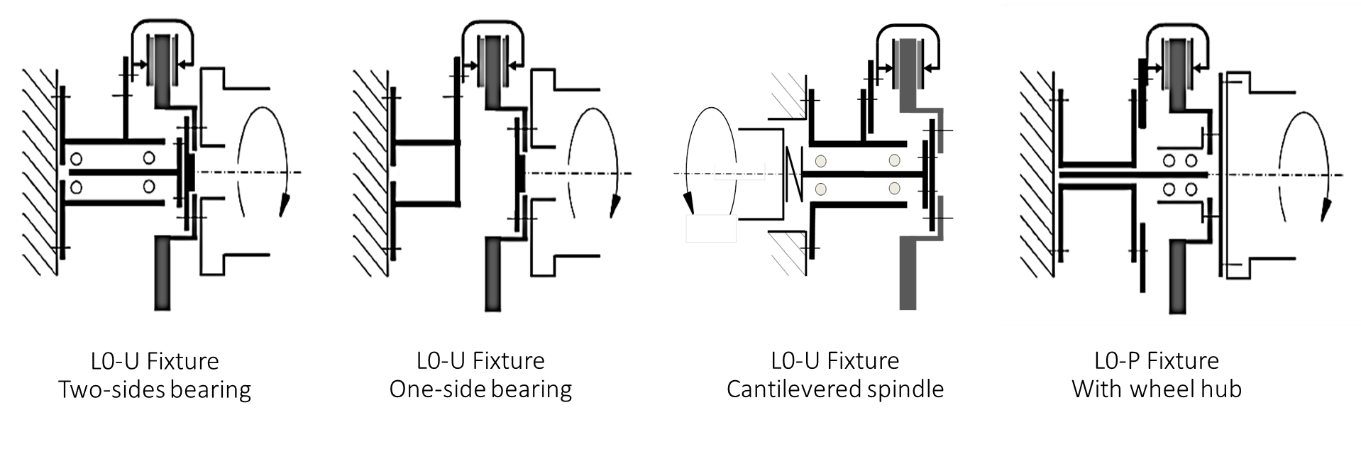 L0-U Fixture
Two-sides bearing
L0-U Fixture
One-side bearing
L0-U Fixture
Cantilevered spindle
L0-P Fixture
With wheel hub